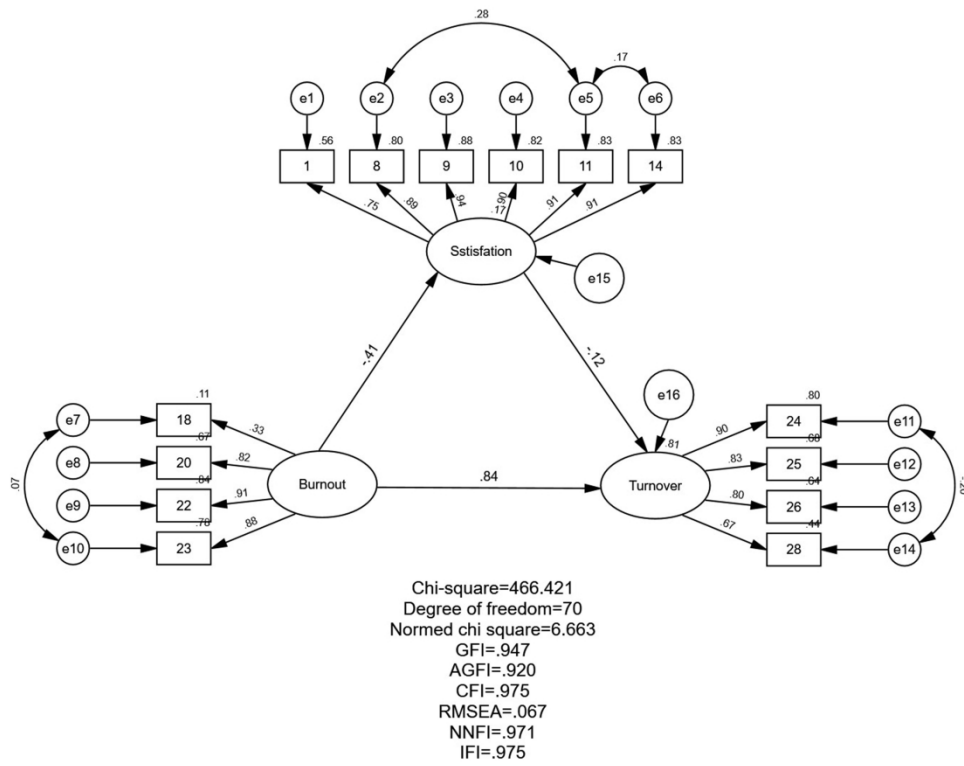 .28
.17
e1 e2 e3 e4 e5 e6
.56 .80 .88 .82 .83 .83
1 8 9 10 11 14
.75 .89 .94 .90 .91 .91
.17
Sstisfation
e15
-.41 -.12
e16
.11 .80
e7 18 .33 .81 .90 24 e11
.67 .68
e8 20 .82 .83 25 e12
.84 .64
.07 e9 22 .91 Burnout .84 Turnover .80 26 e13
.78 .44
e10 23 .88 .67 28 e14
Chi-square=466.421
Degree of freedom=70
Normed chi square=6.663
GFI=.947
AGFI=.920
CFI=.975
RMSEA=.067
NNFI=.971
IFI=.975